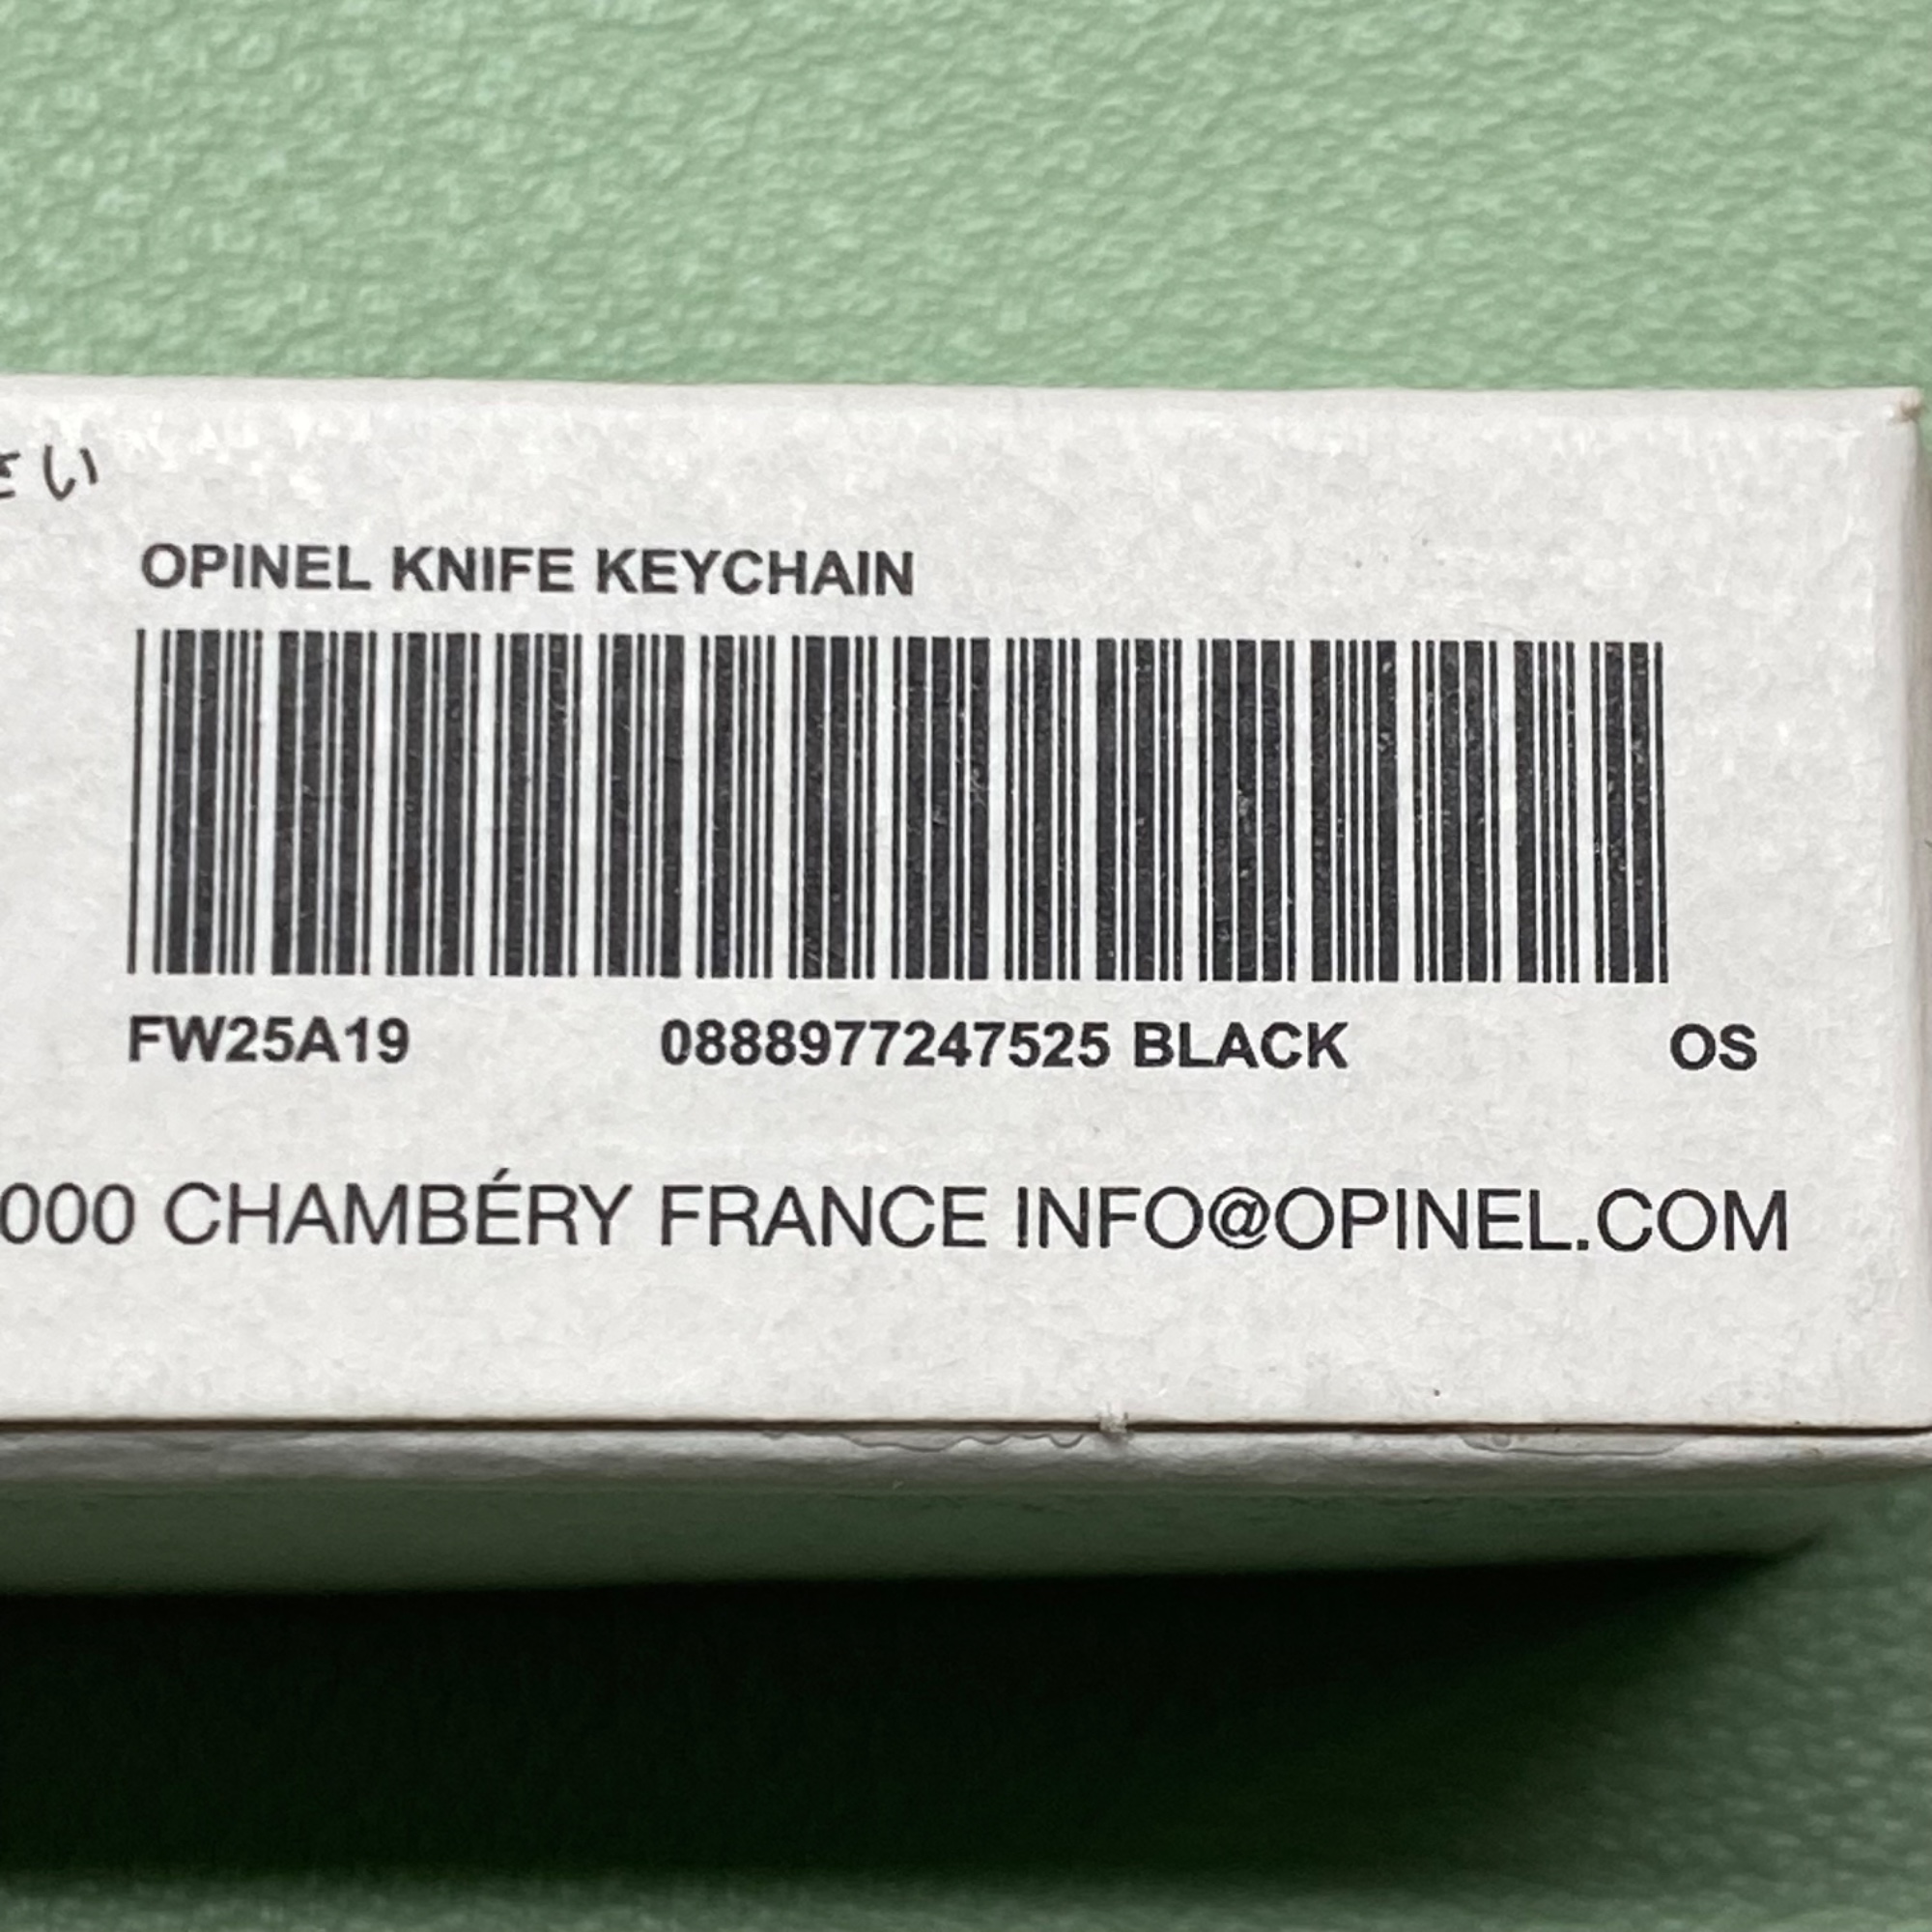 さい
OPINEL KNIFE KEYCHAIN
FW25A19 0888977247525 BLACK OS
000 CHAMBÉRY FRANCE INFO@OPINEL.COM